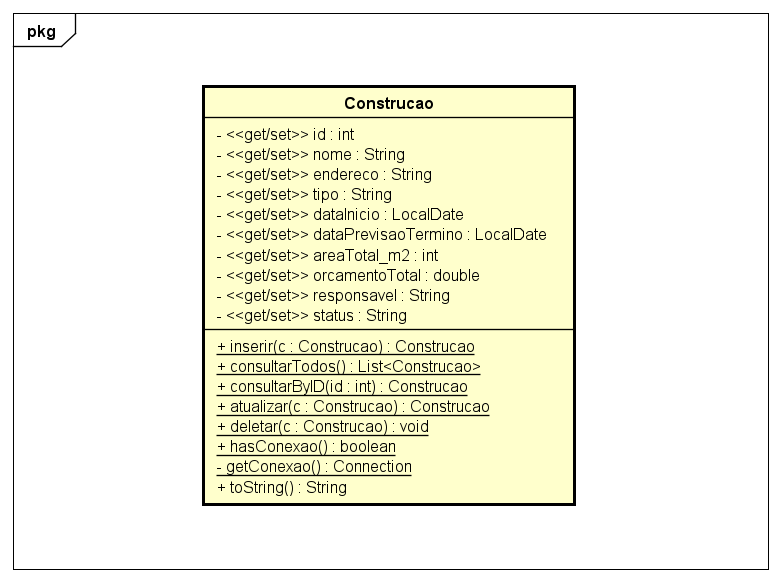 pkg
Construcao
- <<get/set>> id : int
- <<get/set>> nome : String
- <<get/set>> endereco : String
- <<get/set>> tipo : String
- <<get/set>> dataInicio : LocalDate
- <<get/set>> dataPrevisaoTermino : LocalDate
- <<get/set>> areaTotal_m2 : int
- <<get/set>> orcamentoTotal : double
- <<get/set>> responsavel : String
- <<get/set>> status : String
+ inserir(c : Construcao) : Construcao
+ consultarTodos() : List<Construcao>
+ consultarByID(id : int) : Construcao
+ atualizar(c : Construcao) : Construcao
+ deletar(c : Construcao) : void
+ hasConexao() : boolean
- getConexao() : Connection
+ toString() : String